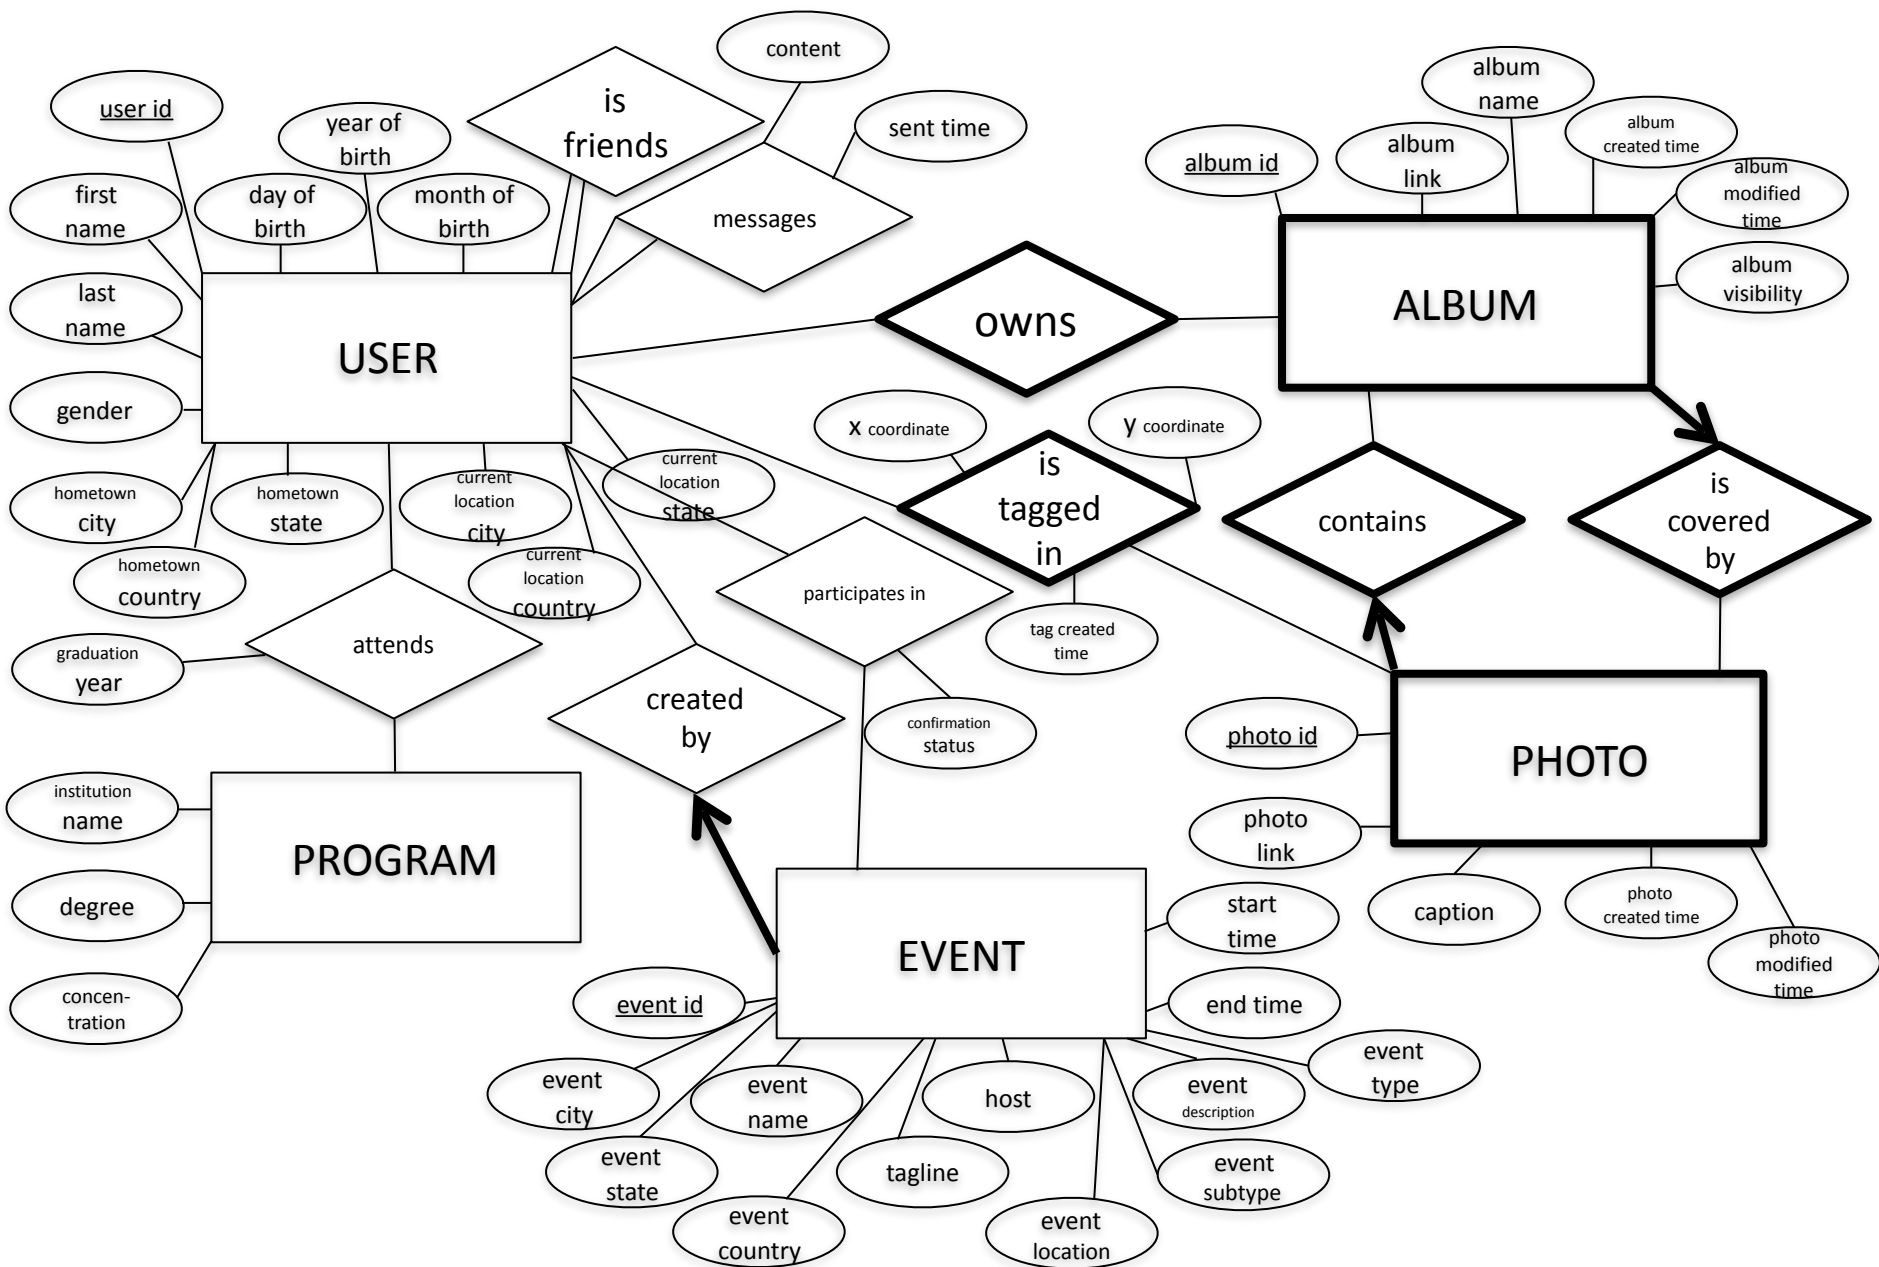 content
is
friends
user id
year of
birth
sent time
first
name
day of
birth
month of
birth
messages
album
name
album
created time
album id
album
link
album
modified
time
album
visibility
last
name
USER
owns
ALBUM
gender
x coordinate
y coordinate
is
tagged
in
contains
is
covered
by
hometown
city
hometown
state
current
location
city
current
location
state
hometown
country
current
location
country
participates in
tag created
time
graduation
year
attends
created
by
confirmation
status
photo id
PHOTO
institution
name
PROGRAM
photo
link
degree
caption
photo
created time
photo
modified
time
concen-
tration
EVENT
start
time
event id
end time
event
city
event
name
host
event
description
event
type
event
state
tagline
event
subtype
event
country
event
location